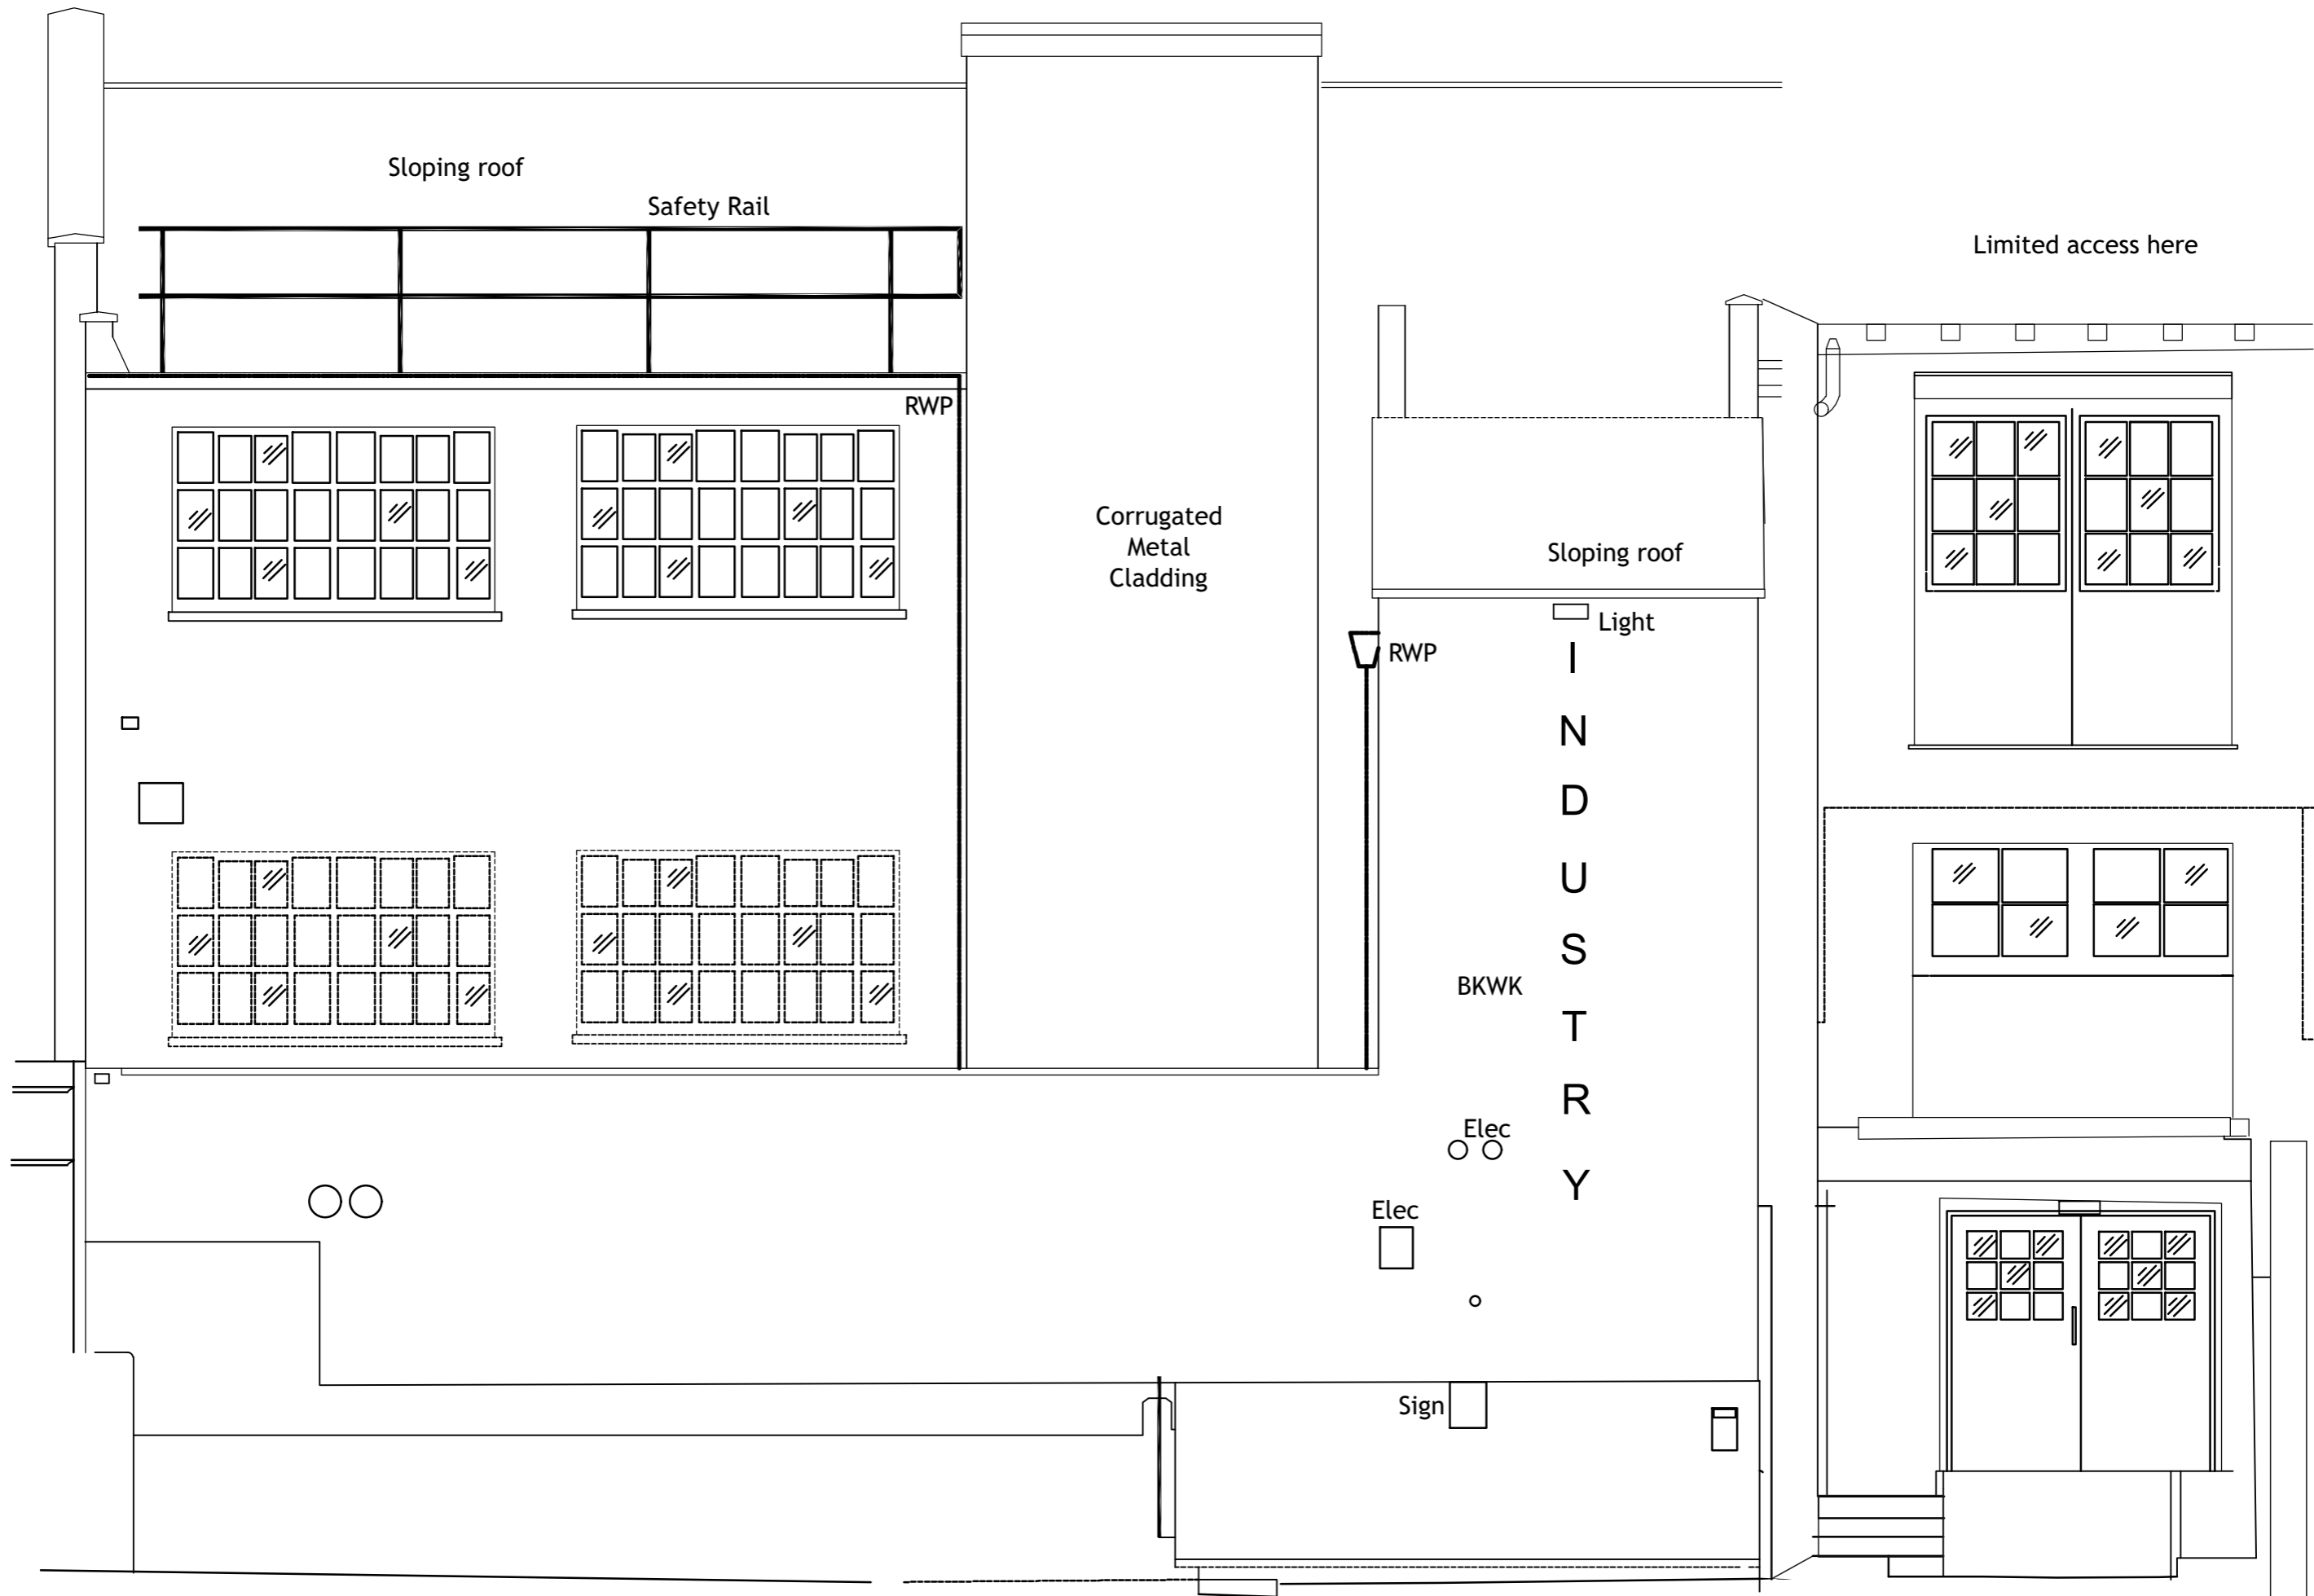 Sloping roof
Safety Rail
Limited access here
RWP
Corrugated
Metal
Cladding
Sloping roof
Light
RWP
I
N
D
U
S
T
R
Y
BKWK
Elec
Elec
Sign